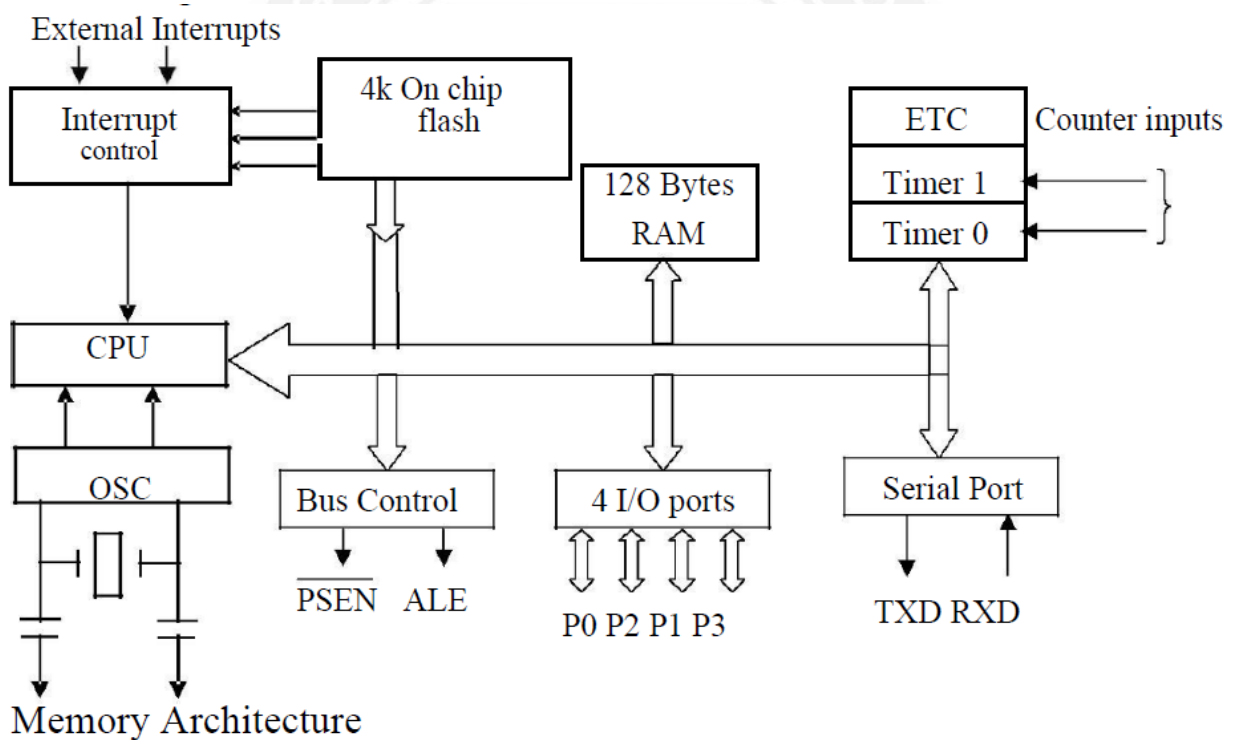 External Interrupts
Interrupt
control
4k On chip
flash
128 Bytes
RAM
ETC
Counter inputs
Timer 1
Timer 0
CPU
OSC
Bus Control
PSEN ALE
4 I/O ports
P0 P2 P1 P3
Serial Port
TXD RXD
Memory Architecture